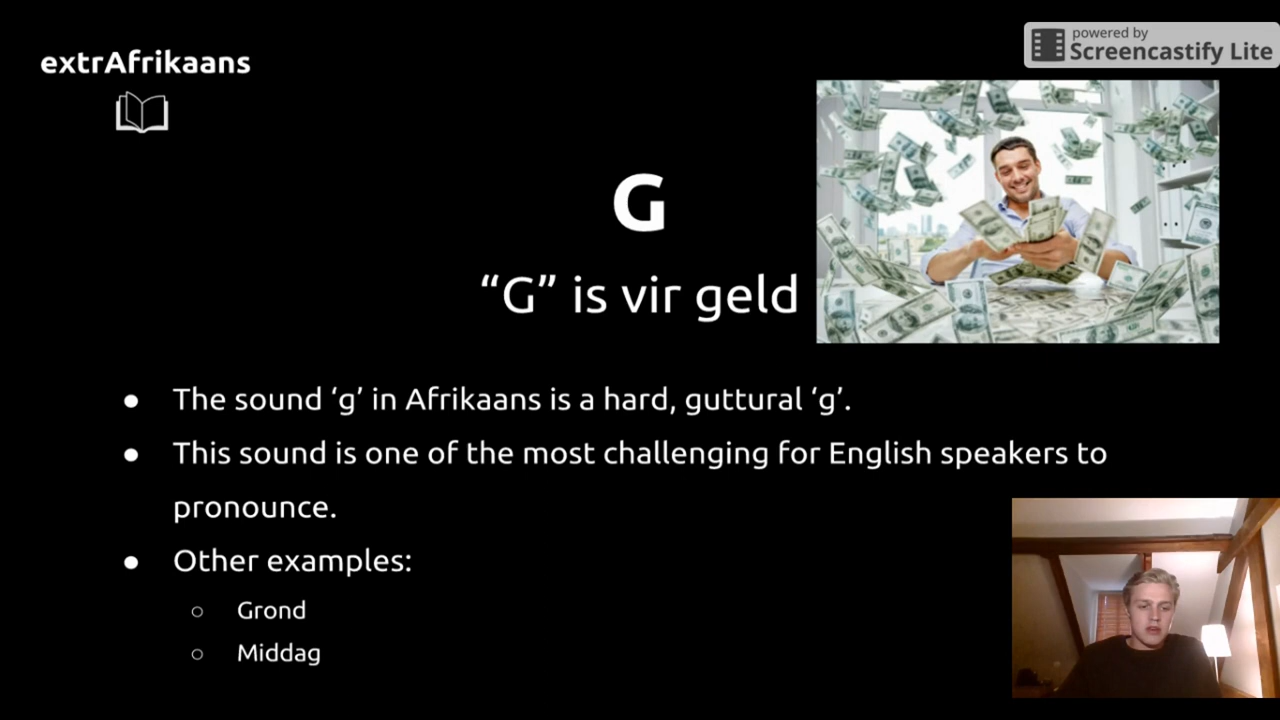 extrAfrikaans
powered by
Screencastify Lite
G
“G” is vir geld
● The sound ‘g’ in Afrikaans is a hard, guttural ‘g’.
● This sound is one of the most challenging for English speakers to
pronounce.
● Other examples:
○ Grond
○ Middag